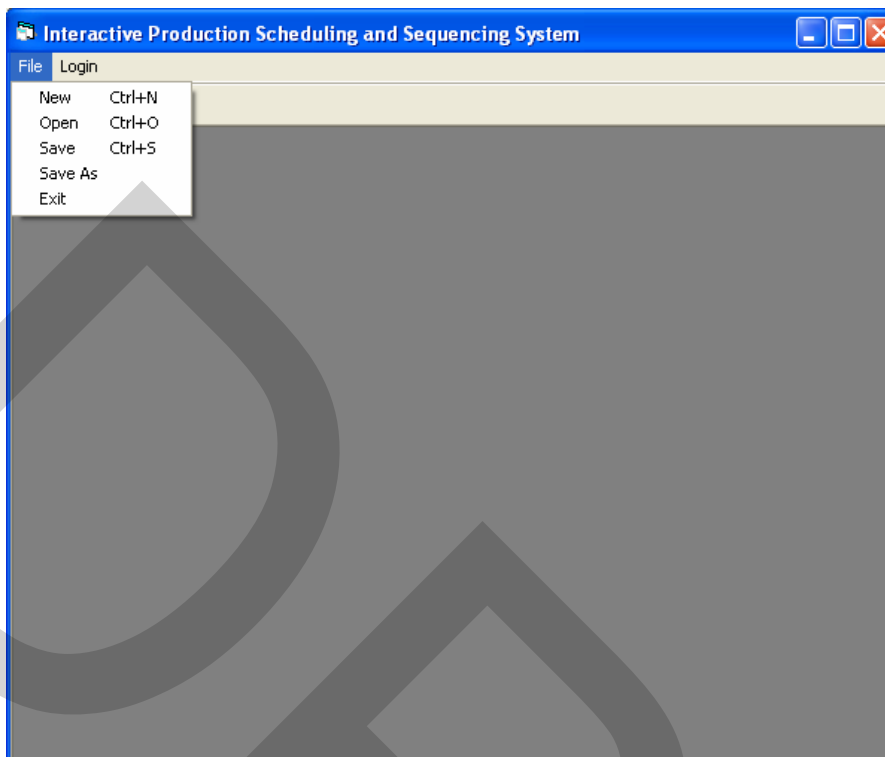 Interactive Production Scheduling and Sequencing System
File Login
New Ctrl+N
Open Ctrl+O
Save Ctrl+S
Save As
Exit